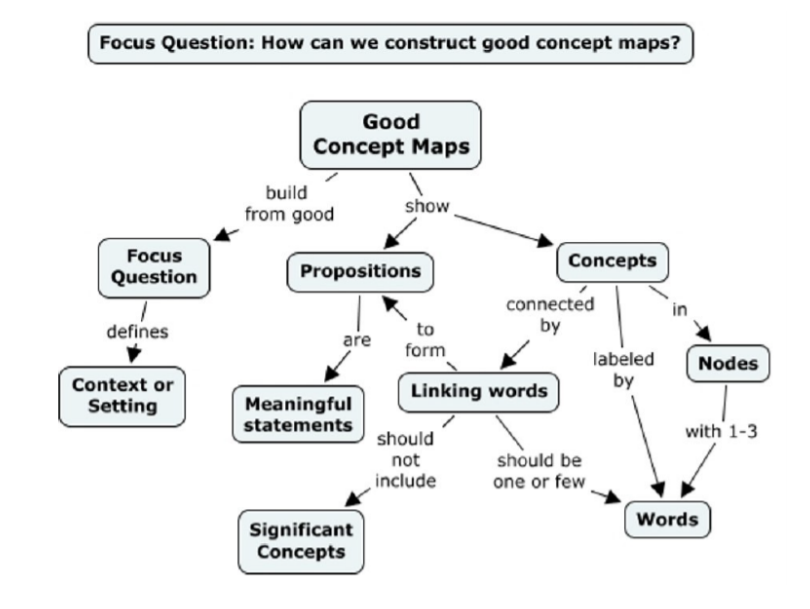 Focus Question: How can we construct good concept maps?
Good
Concept Maps
build
from good
show
Focus
Question
Propositions
Concepts
defines
are
to
form
connected
by
labeled
by
in
Context or
Setting
Meaningful
statements
Linking words
Nodes
should
not
include
should be
one or few
with 1-3
Significant
Concepts
Words